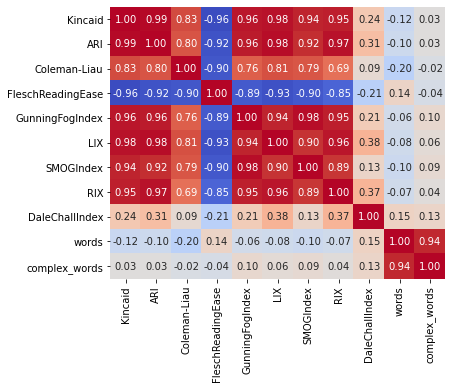 Kincaid 1.00 0.99 0.83 -0.96 0.96 0.98 0.94 0.95 0.24 -0.12 0.03
ARI 0.99 1.00 0.80 -0.92 0.96 0.98 0.92 0.97 0.31 -0.10 0.03
Coleman-Liau 0.83 0.80 1.00 -0.90 0.76 0.81 0.79 0.69 0.09 -0.20 -0.02
FleschReadingEase -0.96 -0.92 -0.90 1.00 -0.89 -0.93 -0.90 -0.85 -0.21 0.14 -0.04
GunningFogIndex 0.96 0.96 0.76 -0.89 1.00 0.94 0.98 0.95 0.21 -0.06 0.10
LIX 0.98 0.98 0.81 -0.93 0.94 1.00 0.90 0.96 0.38 -0.08 0.06
SMOGIndex 0.94 0.92 0.79 -0.90 0.98 0.90 1.00 0.89 0.13 -0.10 0.09
RIX 0.95 0.97 0.69 -0.85 0.95 0.96 0.89 1.00 0.37 -0.07 0.04
DaleChallIndex 0.24 0.31 0.09 -0.21 0.21 0.38 0.13 0.37 1.00 0.15 0.13
words -0.12 -0.10 -0.20 0.14 -0.06 -0.08 -0.10 -0.07 0.15 1.00 0.94
complex_words 0.03 0.03 -0.02 -0.04 0.10 0.06 0.09 0.04 0.13 0.94 1.00
Kincaid
ARI
Coleman-Liau
FleschReadingEase
GunningFogIndex
LIX
SMOGIndex
RIX
DaleChallIndex
words
complex_words